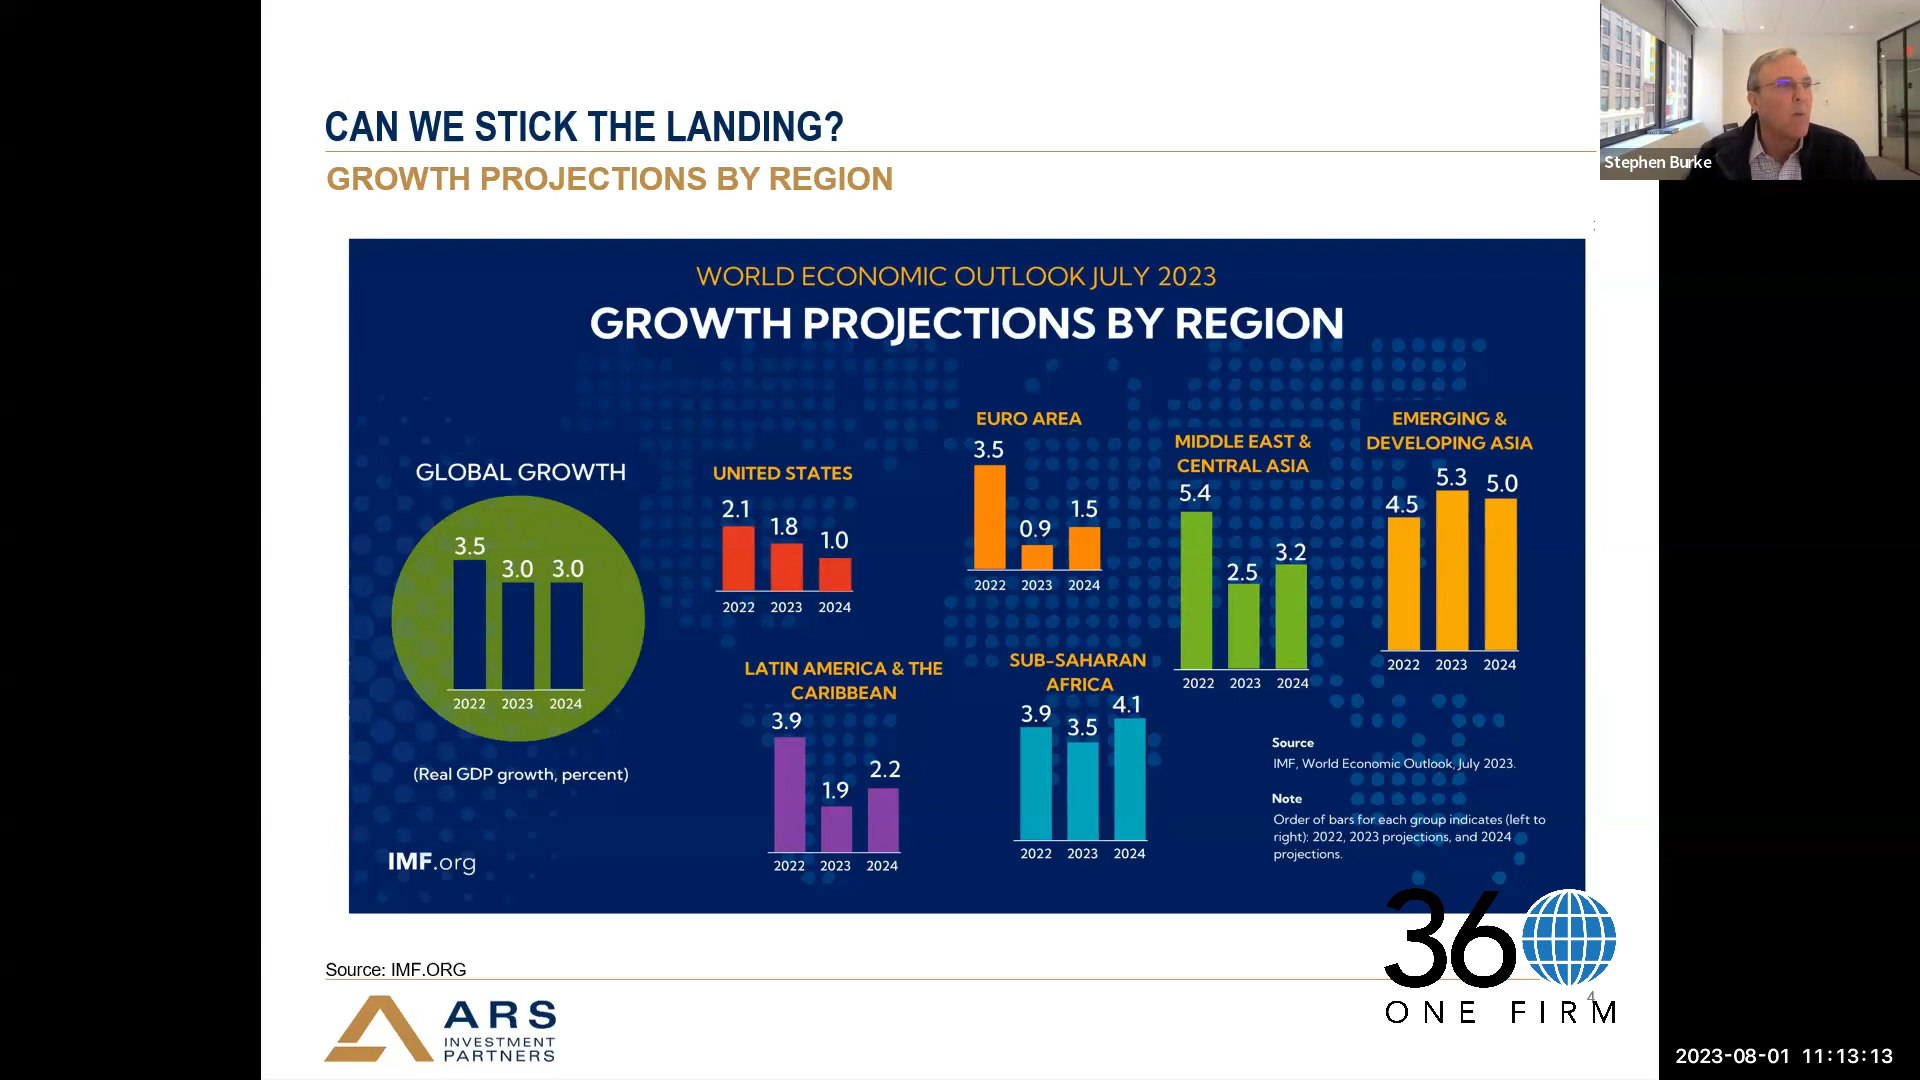 CAN WE STICK THE LANDING?
GROWTH PROJECTIONS BY REGION
Stephen Burke
WORLD ECONOMIC OUTLOOK JULY 2023
GROWTH PROJECTIONS BY REGION
GLOBAL GROWTH
3.5
3.0
3.0
2022
2023
2024
(Real GDP growth, percent)
UNITED STATES
2.1
1.8
1.0
2022
2023
2024
EURO AREA
3.5
0.9
1.5
2022
2023
2024
MIDDLE EAST &
CENTRAL ASIA
5.4
2.5
3.2
2022
2023
2024
EMERGING &
DEVELOPING ASIA
4.5
5.3
5.0
2022
2023
2024
LATIN AMERICA & THE
CARIBBEAN
3.9
1.9
2.2
2022
2023
2024
SUB-SAHARAN
AFRICA
3.9
3.5
4.1
2022
2023
2024
Source
IMF, World Economic Outlook, July 2023.
Note
Order of bars for each group indicates (left to
right): 2022, 2023 projections, and 2024
projections.
IMF.org
Source: IMF.ORG
ARS
INVESTMENT
PARTNERS
360
ONE FIRM
4
2023-08-01 11:13:13